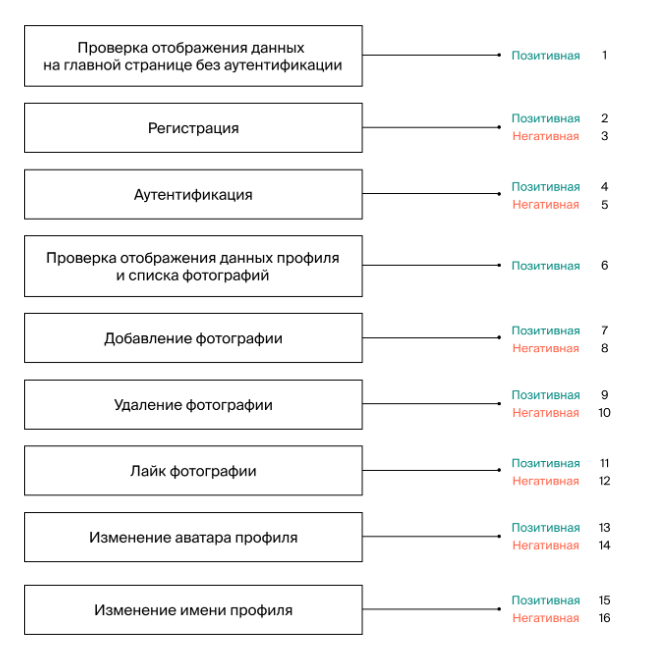 Проверка отображения данных
на главной странице без аутентификации
Позитивная 1
Регистрация
Позитивная 2
Негативная 3
Аутентификация
Позитивная 4
Негативная 5
Проверка отображения данных профиля
и списка фотографий
Позитивная 6
Добавление фотографии
Позитивная 7
Негативная 8
Удаление фотографии
Позитивная 9
Негативная 10
Лайк фотографии
Позитивная 11
Негативная 12
Изменение аватара профиля
Позитивная 13
Негативная 14
Изменение имени профиля
Позитивная 15
Негативная 16